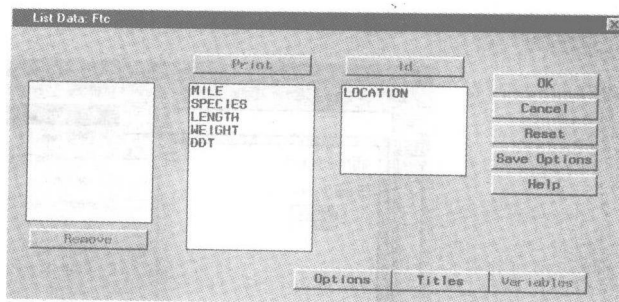 List Data: Ftc
Print
Id
MILE
SPECIES
LENGTH
WEIGHT
DDT
LOCATION
OK
Cancel
Reset
Save Options
Help
Remove
Options
Titles
Variables